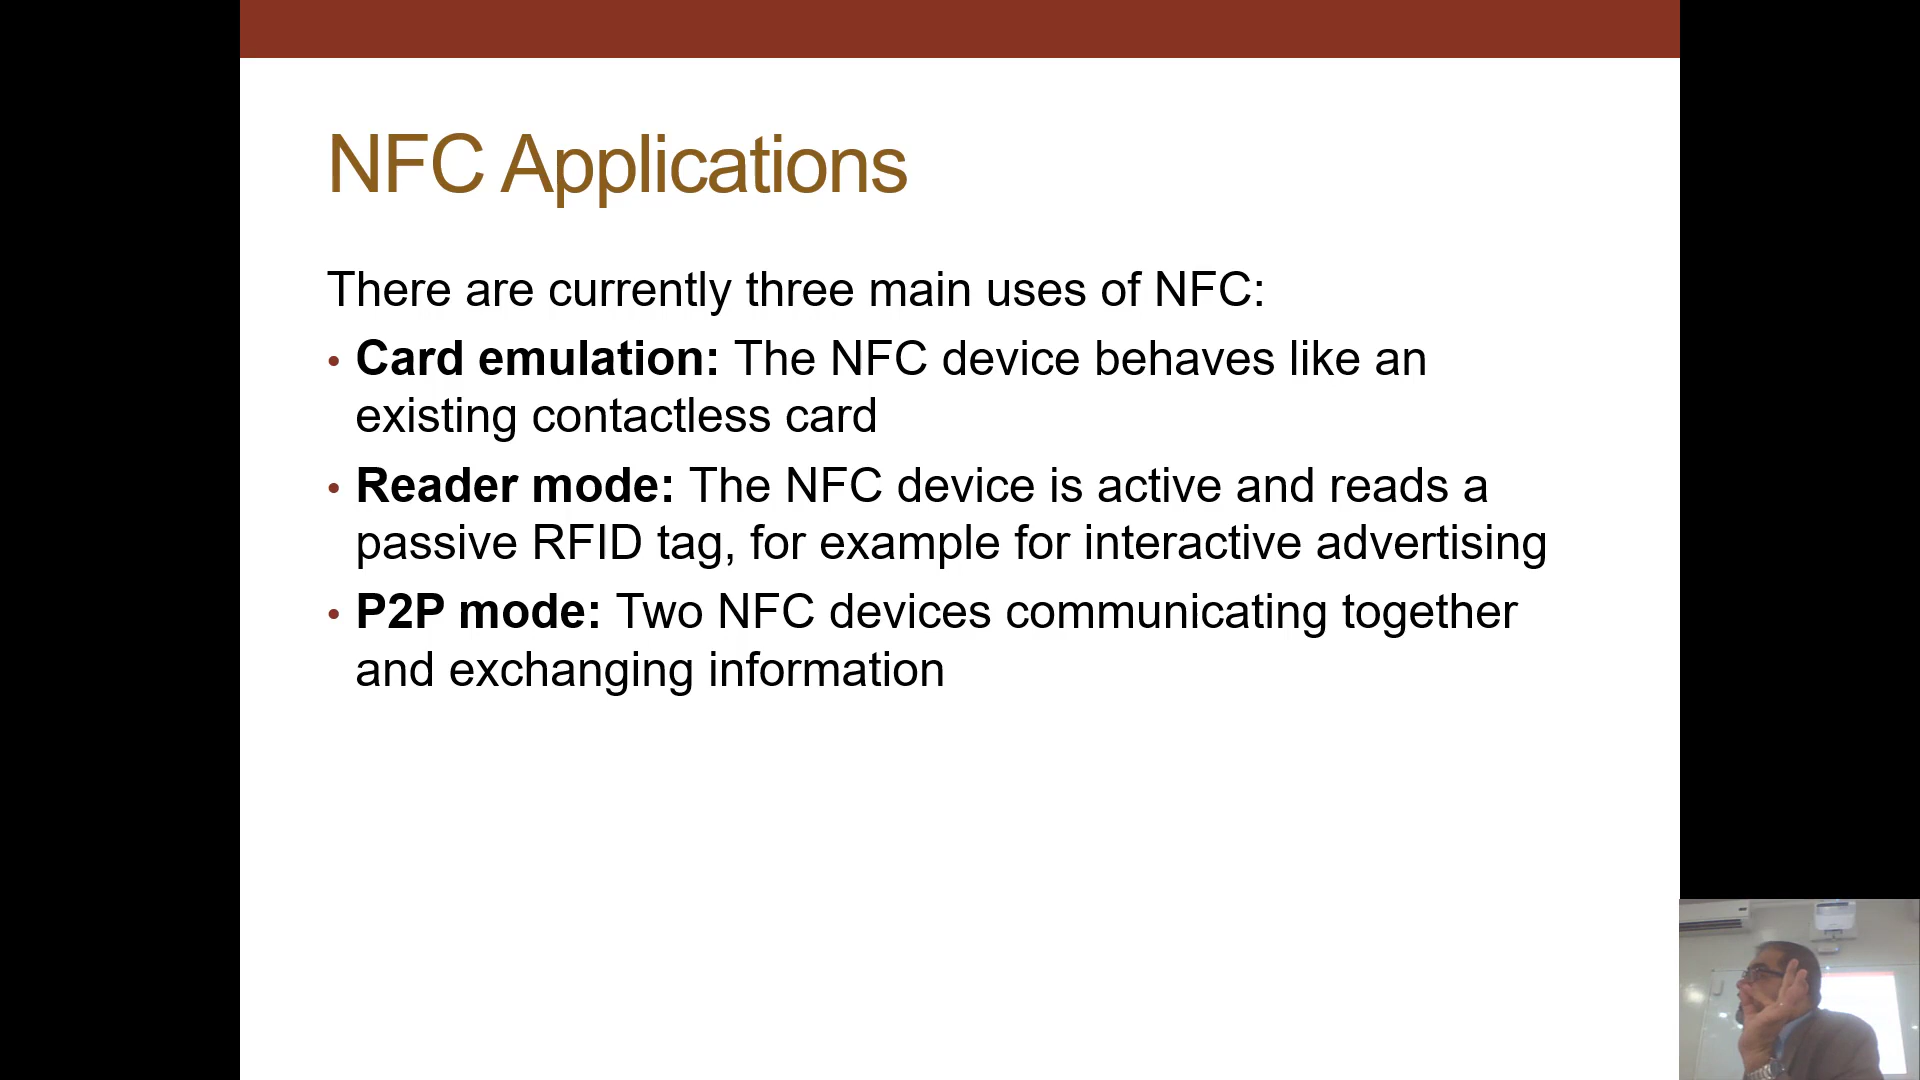 NFC Applications
There are currently three main uses of NFC:
• Card emulation: The NFC device behaves like an
existing contactless card
• Reader mode: The NFC device is active and reads a
passive RFID tag, for example for interactive advertising
• P2P mode: Two NFC devices communicating together
and exchanging information